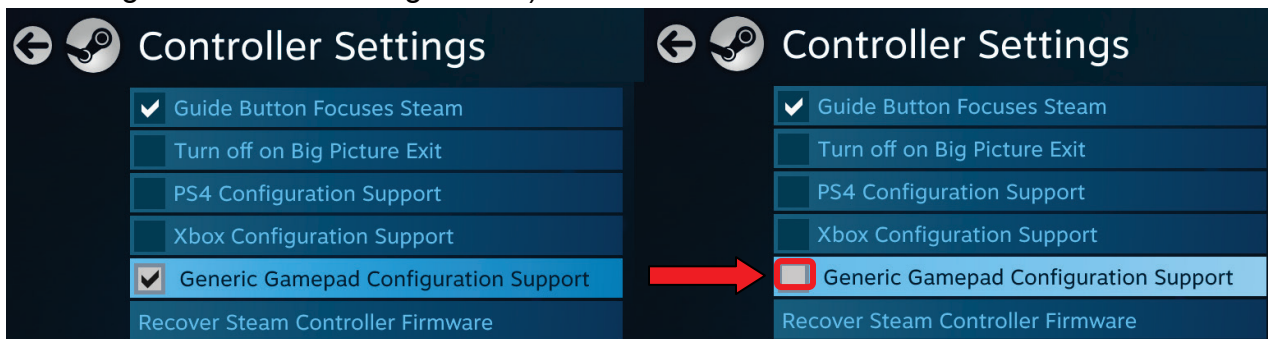 Controller Settings
Guide Button Focuses Steam
Turn off on Big Picture Exit
PS4 Configuration Support
Xbox Configuration Support
Generic Gamepad Configuration Support
Recover Steam Controller Firmware
Controller Settings
Guide Button Focuses Steam
Turn off on Big Picture Exit
PS4 Configuration Support
Xbox Configuration Support
Generic Gamepad Configuration Support
Recover Steam Controller Firmware